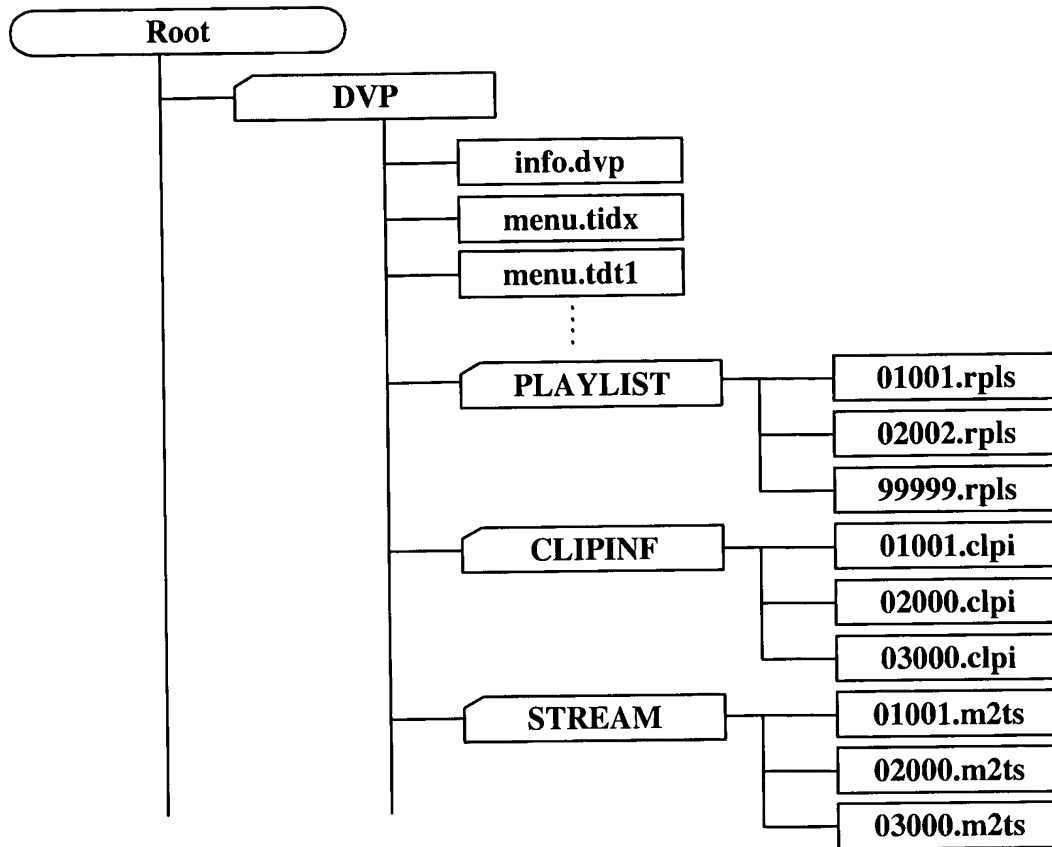 Root
DVP
info.dvp
menu.tidx
menu.tdt1
PLAYLIST
01001.rpls
02002.rpls
99999.rpls
CLIPINF
01001.clpi
02000.clpi
03000.clpi
STREAM
01001.m2ts
02000.m2ts
03000.m2ts